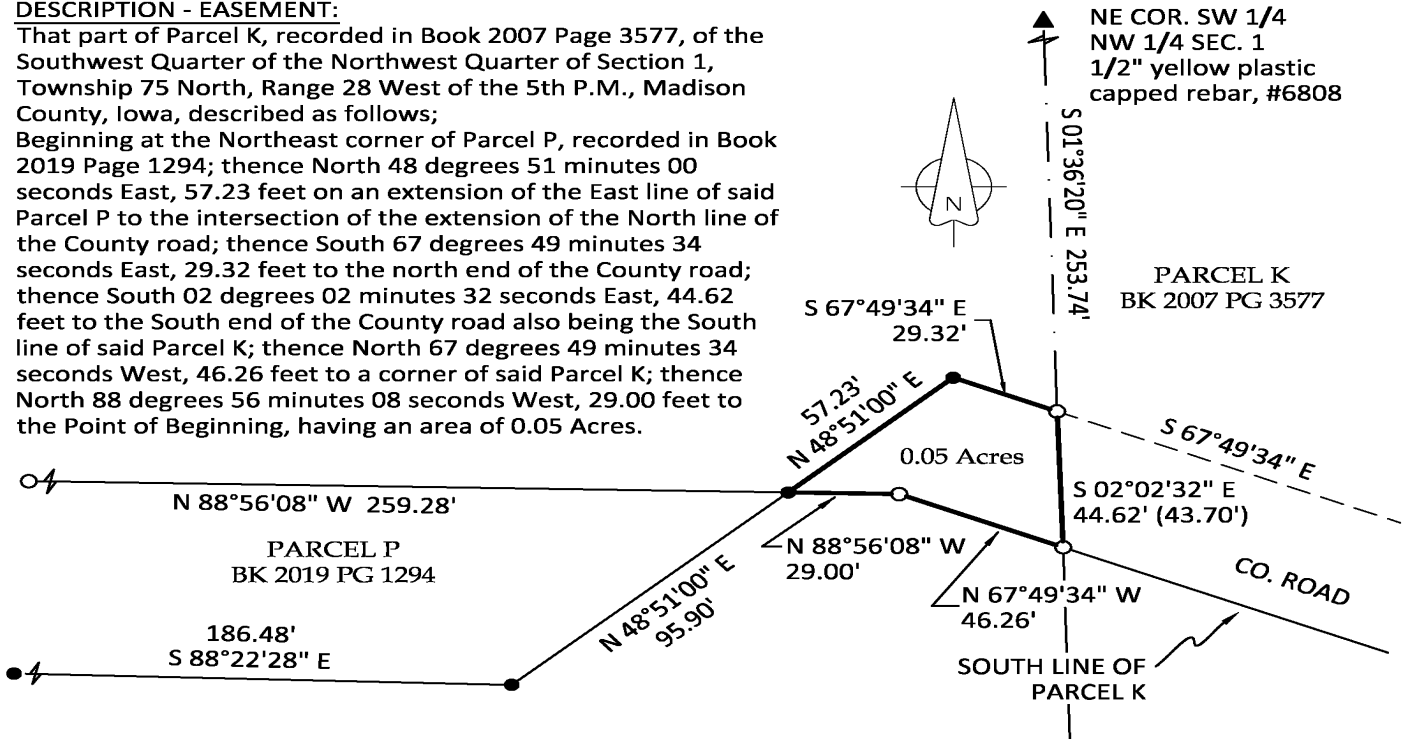 DESCRIPTION - EASEMENT:
That part of Parcel K, recorded in Book 2007 Page 3577, of the
Southwest Quarter of the Northwest Quarter of Section 1,
Township 75 North, Range 28 West of the 5th P.M., Madison
County, Iowa, described as follows;
Beginning at the Northeast corner of Parcel P, recorded in Book
2019 Page 1294; thence North 48 degrees 51 minutes 00
seconds East, 57.23 feet on an extension of the East line of said
Parcel P to the intersection of the extension of the North line of
the County road; thence South 67 degrees 49 minutes 34
seconds East, 29.32 feet to the north end of the County road;
thence South 02 degrees 02 minutes 32 seconds East, 44.62
feet to the South end of the County road also being the South
line of said Parcel K; thence North 67 degrees 49 minutes 34
seconds West, 46.26 feet to a corner of said Parcel K; thence
North 88 degrees 56 minutes 08 seconds West, 29.00 feet to
the Point of Beginning, having an area of 0.05 Acres.
NE COR. SW 1/4
NW 1/4 SEC. 1
1/2" yellow plastic
capped rebar, #6808
S 01°36'20" E 253.74'
N
PARCEL K
BK 2007 PG 3577
S 67°49'34" E
29.32'
57.23'
N 48°51'00" E
0.05 Acres
S 67°49'34" E
S 02°02'32" E
44.62' (43.70')
N 88°56'08" W 259.28'
PARCEL P
BK 2019 PG 1294
N 88°56'08" W
29.00'
N 67°49'34" W
46.26'
CO. ROAD
N 48°51'00" E
95.90'
186.48'
S 88°22'28" E
SOUTH LINE OF
PARCEL K